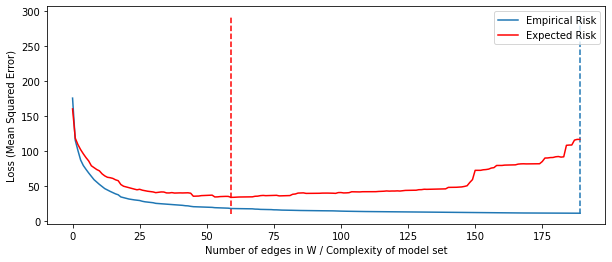 300
250
200
150
100
50
0
Loss (Mean Squared Error)
Empirical Risk
Expected Risk
0 25 50 75 100 125 150 175
Number of edges in W / Complexity of model set